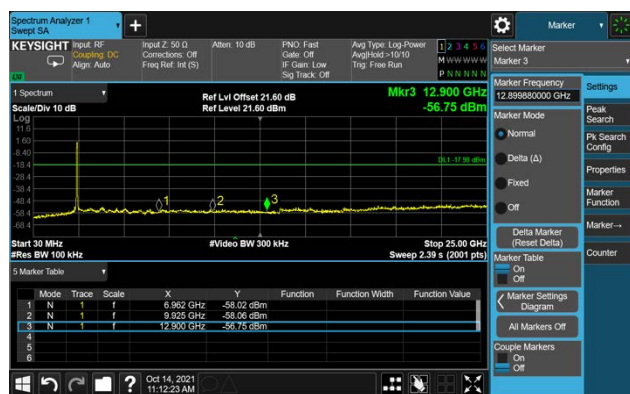 Spectrum Analyzer 1
Swept SA
Marker
KEYSIGHT
Input: RF
Coupling: DC
Align: Auto
Input Z: 50 Ω
Corrections: Off
Freq Ref: Int (S)
Atten: 10 dB
PNO: Fast
Gate: Off
IF Gain: Low
Sig Track: Off
Avg Type: Log-Power
Avg|Hold:>10/10
Trig: Free Run
1 2 3 4 5 6
M W W W W W
P N N N N N
LV
Select Marker
Marker 3
1 Spectrum
Scale/Div 10 dB
Ref Lvl Offset 21.60 dB
Ref Level 21.60 dBm
Mkr3 12.900 GHz
-56.75 dBm
Log
11.6
1.60
-8.40
-18.4
-28.4
-38.4
-48.4
-58.4
-68.4
DL1 -17.98 dBm
1
2
3
Start 30 MHz
#Res BW 100 kHz
#Video BW 300 kHz
Stop 25.00 GHz
Sweep 2.39 s (2001 pts)
5 Marker Table
Mode Trace Scale X Y Function Function Width Function Value
1 N 1 f 6.962 GHz -58.02 dBm
2 N 1 f 9.925 GHz -58.06 dBm
3 N 1 f 12.900 GHz -56.75 dBm
4
5
6
Marker Frequency
12.899880000 GHz
Marker Mode
Normal
Delta (Δ)
Fixed
Off
Delta Marker
(Reset Delta)
Marker Table
On
Off
Marker Settings
Diagram
All Markers Off
Couple Markers
On
Off
Settings
Peak
Search
Pk Search
Config
Properties
Marker
Function
Marker→
Counter
?
Oct 14, 2021
11:12:23 AM